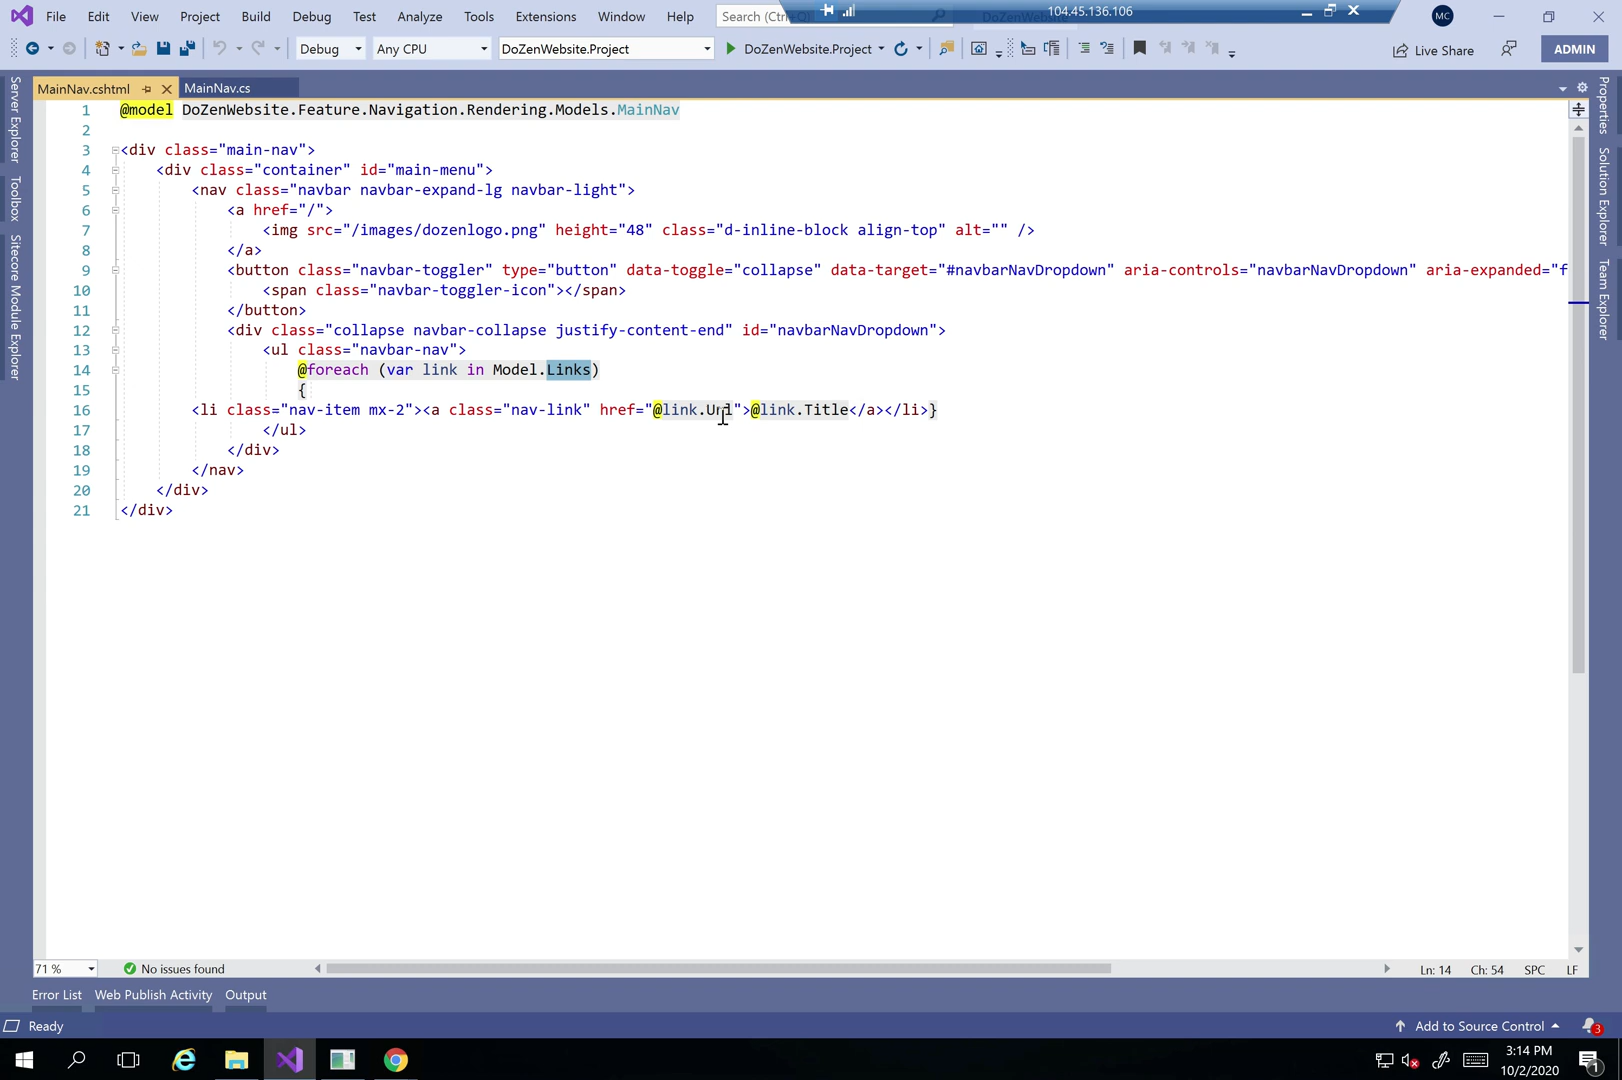 File Edit View Project Build Debug Test Analyze Tools Extensions Window Help Search (Ctrl 104.45.136.106 MC
Debug Any CPU DoZenWebsite.Project DoZenWebsite.Project Live Share ADMIN
MainNav.cshtml MainNav.cs
Server Explorer
Toolbox
Sitecore Module Explorer
Properties
Solution Explorer
Team Explorer
1 @model DoZenWebsite.Feature.Navigation.Rendering.Models.MainNav
2
3 <div class="main-nav">
4 <div class="container" id="main-menu">
5 <nav class="navbar navbar-expand-lg navbar-light">
6 <a href="/">
7 <img src="/images/dozenlogo.png" height="48" class="d-inline-block align-top" alt="" />
8 </a>
9 <button class="navbar-toggler" type="button" data-toggle="collapse" data-target="#navbarNavDropdown" aria-controls="navbarNavDropdown" aria-expanded="f
10 <span class="navbar-toggler-icon"></span>
11 </button>
12 <div class="collapse navbar-collapse justify-content-end" id="navbarNavDropdown">
13 <ul class="navbar-nav">
14 @foreach (var link in Model.Links)
15 {
16 <li class="nav-item mx-2"><a class="nav-link" href="@link.Url">@link.Title</a></li>}
17 </ul>
18 </div>
19 </nav>
20 </div>
21 </div>
71 % No issues found Ln: 14 Ch: 54 SPC LF
Error List Web Publish Activity Output
Ready Add to Source Control 3
3:14 PM
10/2/2020 1